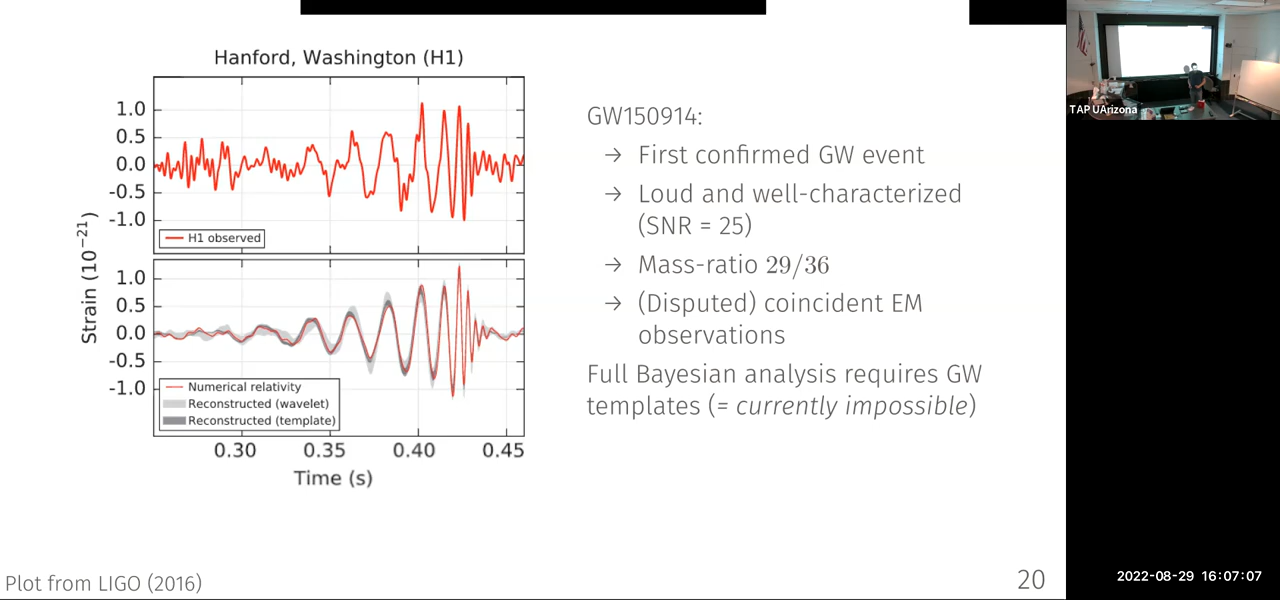 Hanford, Washington (H1)
1.0
0.5
0.0
-0.5
-1.0
H1 observed
Strain (10⁻²¹)
1.0
0.5
0.0
-0.5
-1.0
Numerical relativity
Reconstructed (wavelet)
Reconstructed (template)
0.30 0.35 0.40 0.45
Time (s)
GW150914:
→ First confirmed GW event
→ Loud and well-characterized
(SNR = 25)
→ Mass-ratio 29/36
→ (Disputed) coincident EM
observations
Full Bayesian analysis requires GW
templates (= currently impossible)
Plot from LIGO (2016)
20
TAP UArizona
2022-08-29 16:07:07